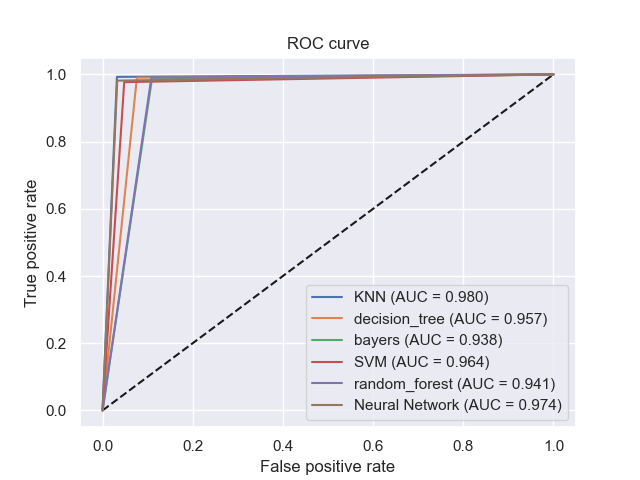 ROC curve
True positive rate
1.0
0.8
0.6
0.4
0.2
0.0
KNN (AUC = 0.980)
decision_tree (AUC = 0.957)
bayers (AUC = 0.938)
SVM (AUC = 0.964)
random_forest (AUC = 0.941)
Neural Network (AUC = 0.974)
0.0 0.2 0.4 0.6 0.8 1.0
False positive rate